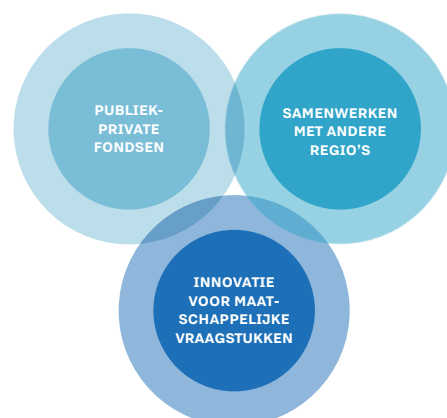 PUBLIEK-
PRIVATE
FONDSEN
SAMENWERKEN
MET ANDERE
REGIO'S
INNOVATIE
VOOR MAAT-
SCHAPPELIJKE
VRAAGSTUKKEN